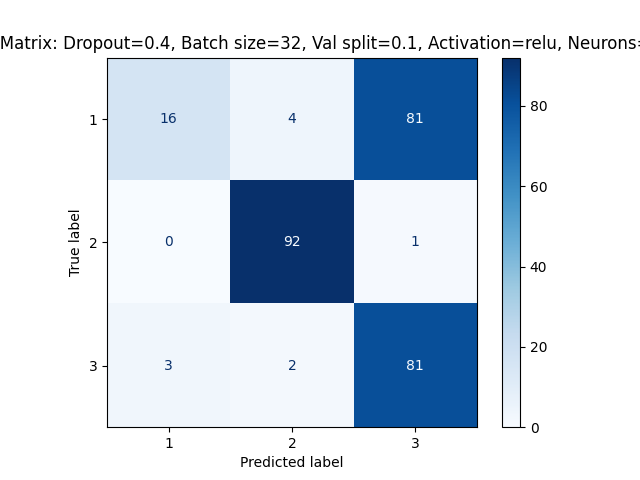 Matrix: Dropout=0.4, Batch size=32, Val split=0.1, Activation=relu, Neurons=
1 16 4 81
2 0 92 1
3 3 2 81
1 2 3
Predicted label
True label
80
60
40
20
0